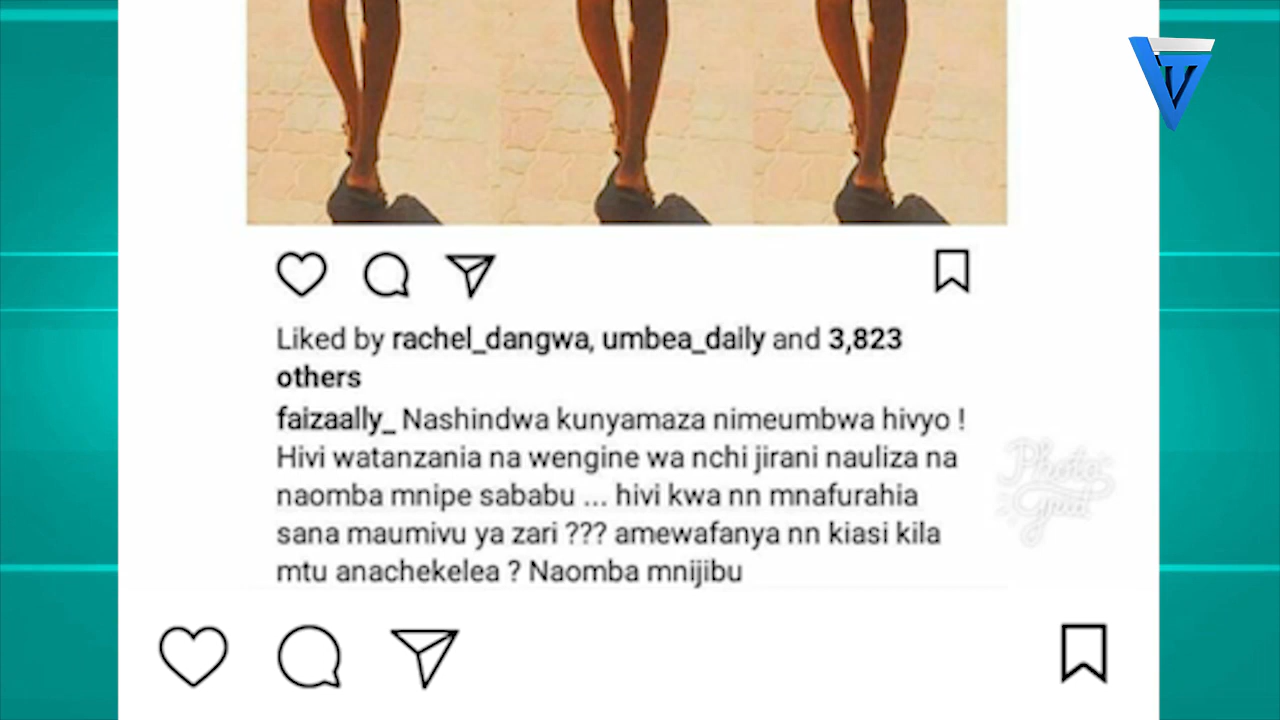 Liked by rachel_dangwa, umbea_daily and 3,823
others
faizaally_ Nashindwa kunyamaza nimeumbwa hivyo !
Hivi watanzania na wengine wa nchi jirani nauliza na
naomba mnipe sababu ... hivi kwa nn mnafurahia
sana maumivu ya zari ??? amewafanya nn kiasi kila
mtu anachekelea ? Naomba mnijibu
Photo
Grid
V